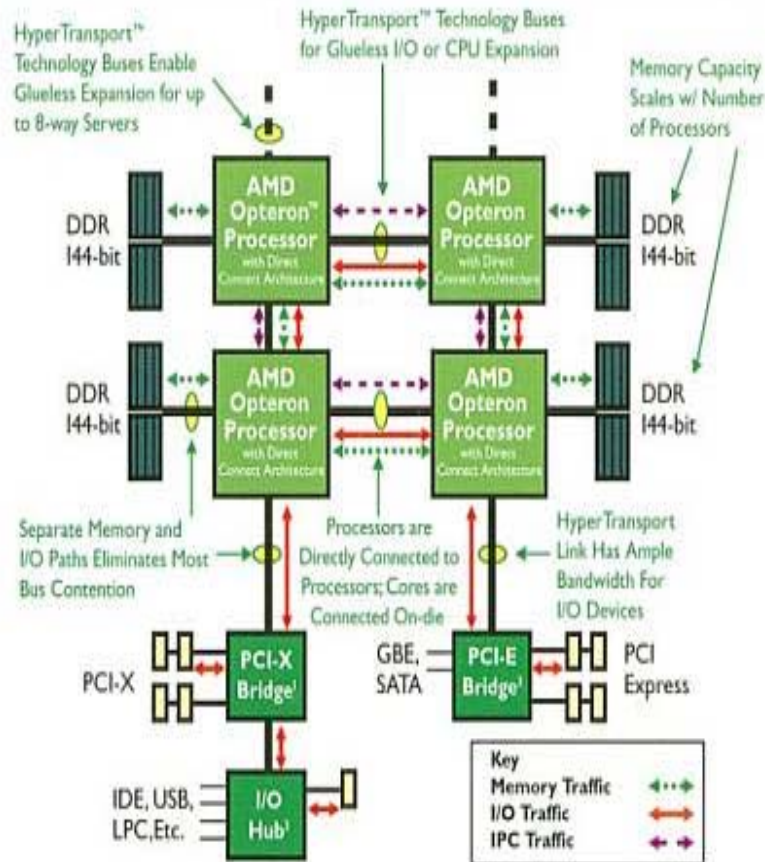 HyperTransport™
Technology Buses Enable
Glueless Expansion for up
to 8-way Servers
HyperTransport™ Technology Buses
for Glueless I/O or CPU Expansion
Memory Capacity
Scales w/ Number
of Processors
DDR
144-bit
AMD
Opteron™
Processor
with Direct
Connect Architecture
AMD
Opteron
Processor
with Direct
Connect Architecture
DDR
144-bit
DDR
144-bit
AMD
Opteron
Processor
with Direct
Connect Architecture
AMD
Opteron
Processor
with Direct
Connect Architecture
DDR
144-bit
Separate Memory and
I/O Paths Eliminates Most
Bus Contention
Processors are
Directly Connected to
Processors; Cores are
Connected On-die
HyperTransport
Link Has Ample
Bandwidth For
I/O Devices
PCI-X
PCI-X
Bridge¹
GBE,
SATA
PCI-E
Bridge¹
PCI
Express
IDE, USB,
LPC,Etc.
I/O
Hub¹
Key
Memory Traffic
I/O Traffic
IPC Traffic